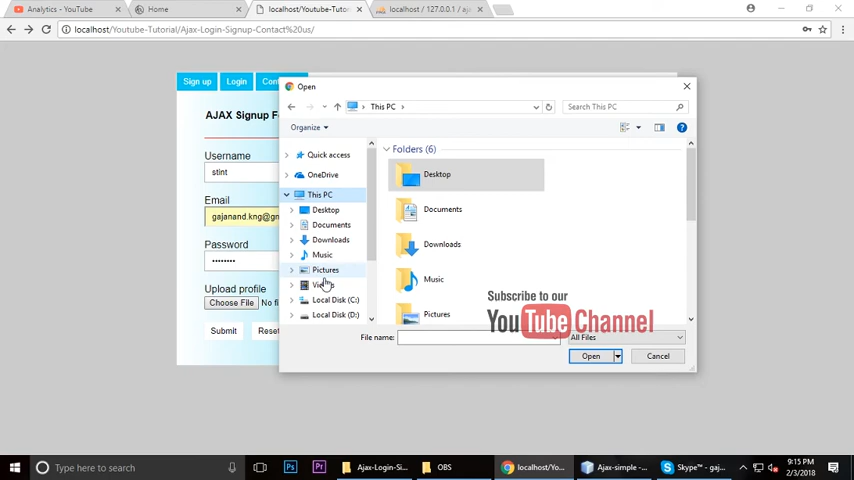 Analytics - YouTube
Home
localhost/Youtube-Tutor
localhost / 127.0.0.1 / aja
localhost/Youtube-Tutorial/Ajax-Login-Signup-Contact%20us/
Sign up
Login
Con
AJAX Signup Fo
Username
stint
Email
gajanand.kng@gm
Password
Upload profile
Choose File
No fi
Submit
Reset
Open
This PC
Search This PC
Organize
Quick access
OneDrive
This PC
Desktop
Documents
Downloads
Music
Pictures
Local Disk (C:)
Local Disk (D:)
Folders (6)
Desktop
Documents
Downloads
Music
Pictures
Subscribe to our
YouTube Channel
File name:
All Files
Open
Cancel
Type here to search
Ajax-Login-Si...
OBS
localhost/Yo...
Ajax-simple - ...
Skype™ - gaj...
9:15 PM
2/3/2018